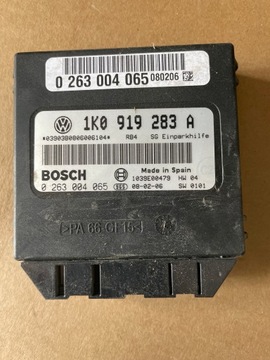 0 263 004 065 080206
1K0 919 283 A
*0390380806006104* RB4 SG Einparkhilfe
BOSCH
Made in Spain
1039E00479 HW 04
0 263 004 065 08-02-06 SW 0101
>PA 66 GF15<